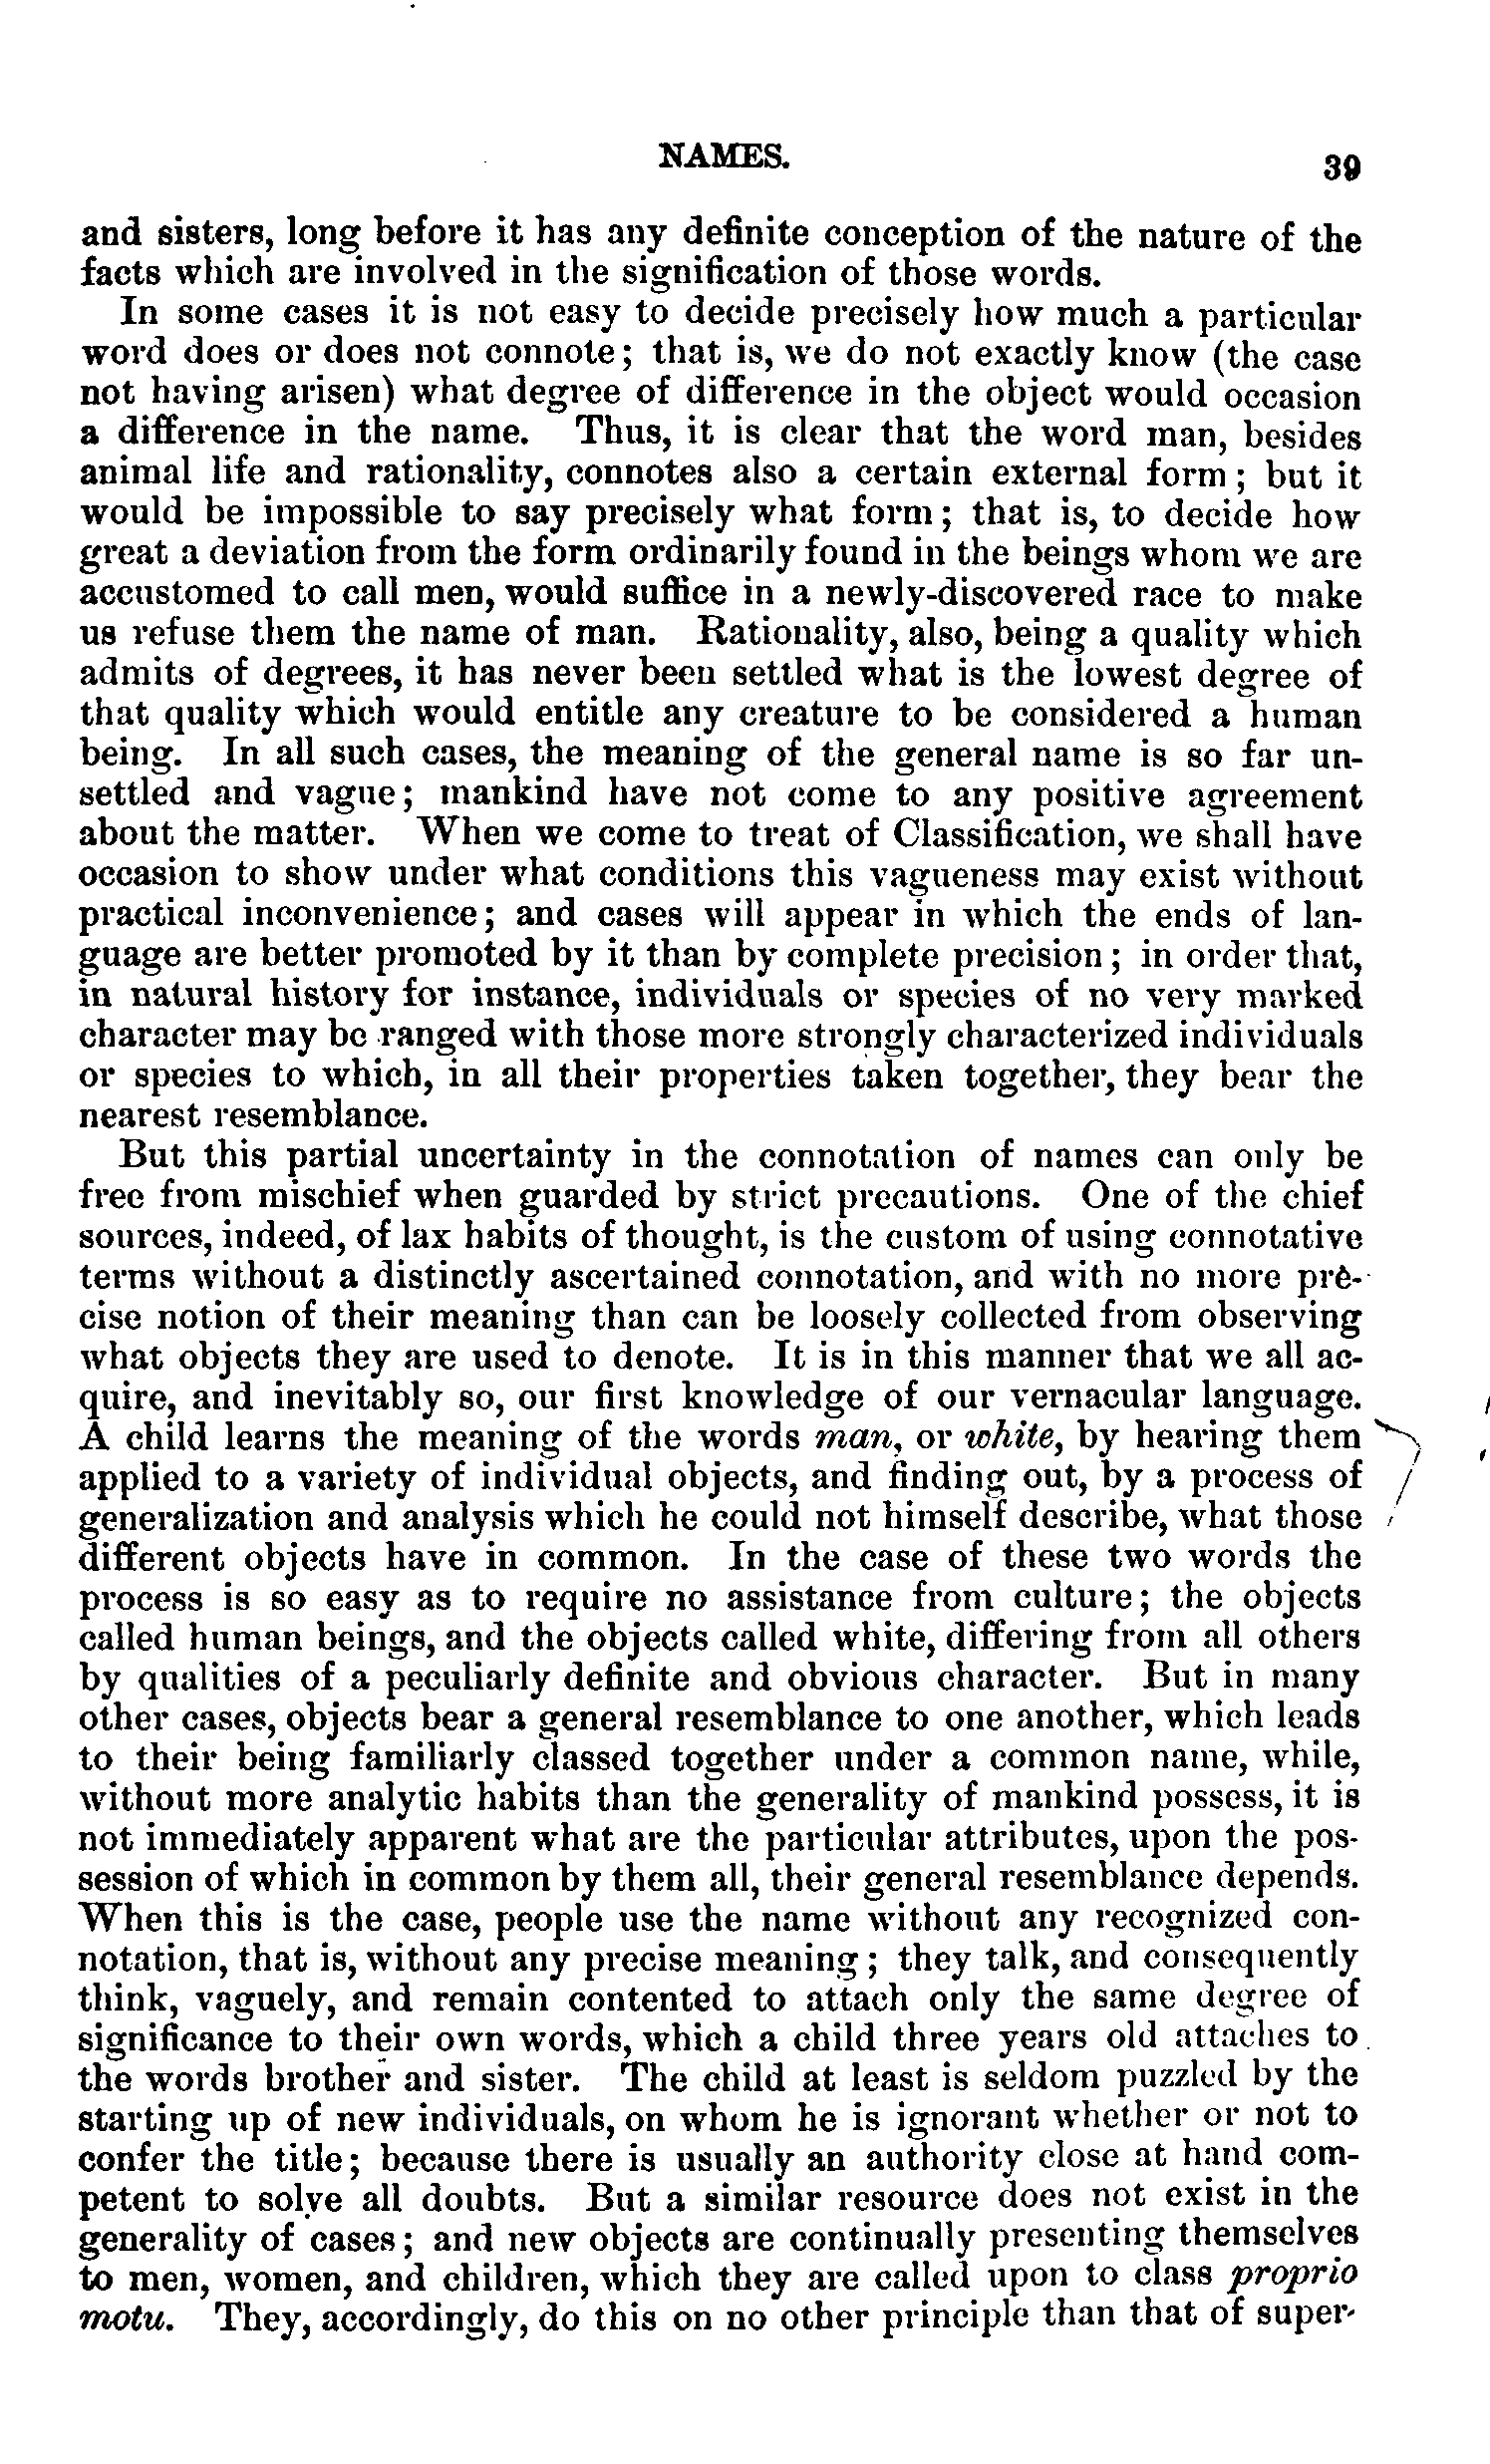 NAMES.
39
and sisters, long before it has any definite conception of the nature of the
facts which are involved in the signification of those words.
In some cases it is not easy to decide precisely how much a particular
word does or does not connote; that is, we do not exactly know (the case
not having arisen) what degree of difference in the object would occasion
a difference in the name. Thus, it is clear that the word man, besides
animal life and rationality, connotes also a certain external form; but it
would be impossible to say precisely what form; that is, to decide how
great a deviation from the form ordinarily found in the beings whom we are
accustomed to call men, would suffice in a newly-discovered race to make
us refuse them the name of man. Rationality, also, being a quality which
admits of degrees, it has never been settled what is the lowest degree of
that quality which would entitle any creature to be considered a human
being. In all such cases, the meaning of the general name is so far un-
settled and vague; mankind have not come to any positive agreement
about the matter. When we come to treat of Classification, we shall have
occasion to show under what conditions this vagueness may exist without
practical inconvenience; and cases will appear in which the ends of lan-
guage are better promoted by it than by complete precision; in order that,
in natural history for instance, individuals or species of no very marked
character may be ranged with those more strongly characterized individuals
or species to which, in all their properties taken together, they bear the
nearest resemblance.
But this partial uncertainty in the connotation of names can only be
free from mischief when guarded by strict precautions. One of the chief
sources, indeed, of lax habits of thought, is the custom of using connotative
terms without a distinctly ascertained connotation, and with no more pre-
cise notion of their meaning than can be loosely collected from observing
what objects they are used to denote. It is in this manner that we all ac-
quire, and inevitably so, our first knowledge of our vernacular language.
A child learns the meaning of the words man, or white, by hearing them
applied to a variety of individual objects, and finding out, by a process of
generalization and analysis which he could not himself describe, what those
different objects have in common. In the case of these two words the
process is so easy as to require no assistance from culture; the objects
called human beings, and the objects called white, differing from all others
by qualities of a peculiarly definite and obvious character. But in many
other cases, objects bear a general resemblance to one another, which leads
to their being familiarly classed together under a common name, while,
without more analytic habits than the generality of mankind possess, it is
not immediately apparent what are the particular attributes, upon the pos-
session of which in common by them all, their general resemblance depends.
When this is the case, people use the name without any recognized con-
notation, that is, without any precise meaning; they talk, and consequently
think, vaguely, and remain contented to attach only the same degree of
significance to their own words, which a child three years old attaches to
the words brother and sister. The child at least is seldom puzzled by the
starting up of new individuals, on whom he is ignorant whether or not to
confer the title; because there is usually an authority close at hand com-
petent to solve all doubts. But a similar resource does not exist in the
generality of cases; and new objects are continually presenting themselves
to men, women, and children, which they are called upon to class proprio
motu. They, accordingly, do this on no other principle than that of super-